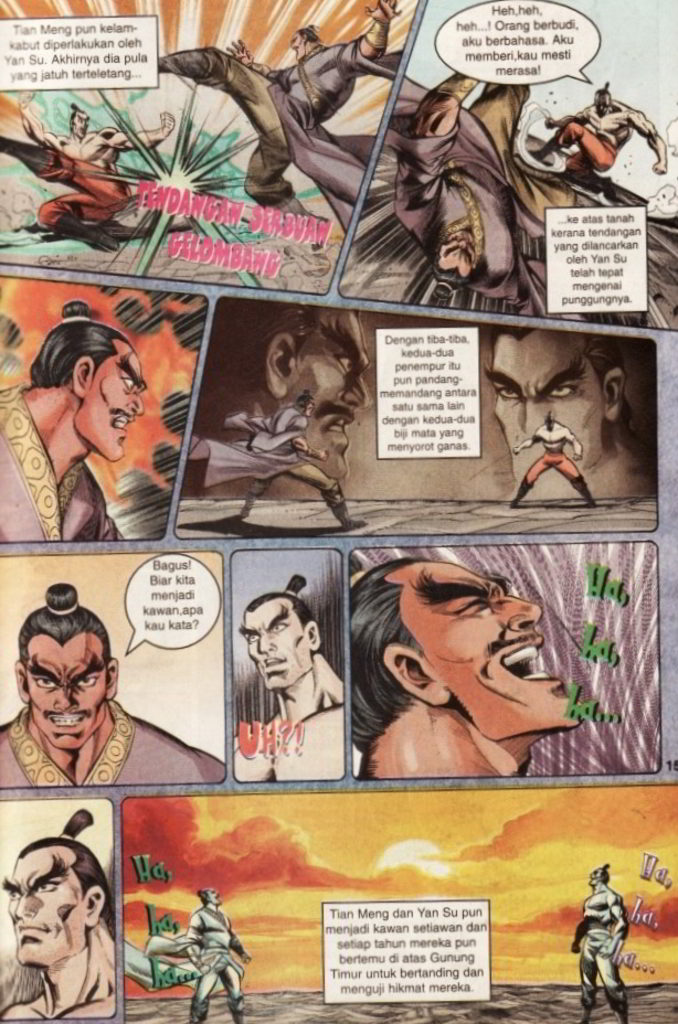 Tian Meng pun kelam-
kabut diperlakukan oleh
Yan Su. Akhirnya dia pula
yang jatuh terteletang...
Heh,heh,
heh...! Orang berbudi,
aku berbahasa. Aku
memberi,kau mesti
merasa!
TENDANGAN SERBUAN
GELOMBANG
...ke atas tanah
kerana tendangan
yang dilancarkan
oleh Yan Su
telah tepat
mengenai
punggungnya.
Dengan tiba-tiba,
kedua-dua
penempur itu
pun pandang-
memandang antara
satu sama lain
dengan kedua-dua
biji mata yang
menyorot ganas.
Bagus!
Biar kita
menjadi
kawan,apa
kau kata?
UH?!
Ha,
ha,
ha...
15
Ha,
ha,
ha...
Tian Meng dan Yan Su pun
menjadi kawan setiawan dan
setiap tahun mereka pun
bertemu di atas Gunung
Timur untuk bertanding dan
menguji hikmat mereka.
Ha,
ha,
ha...